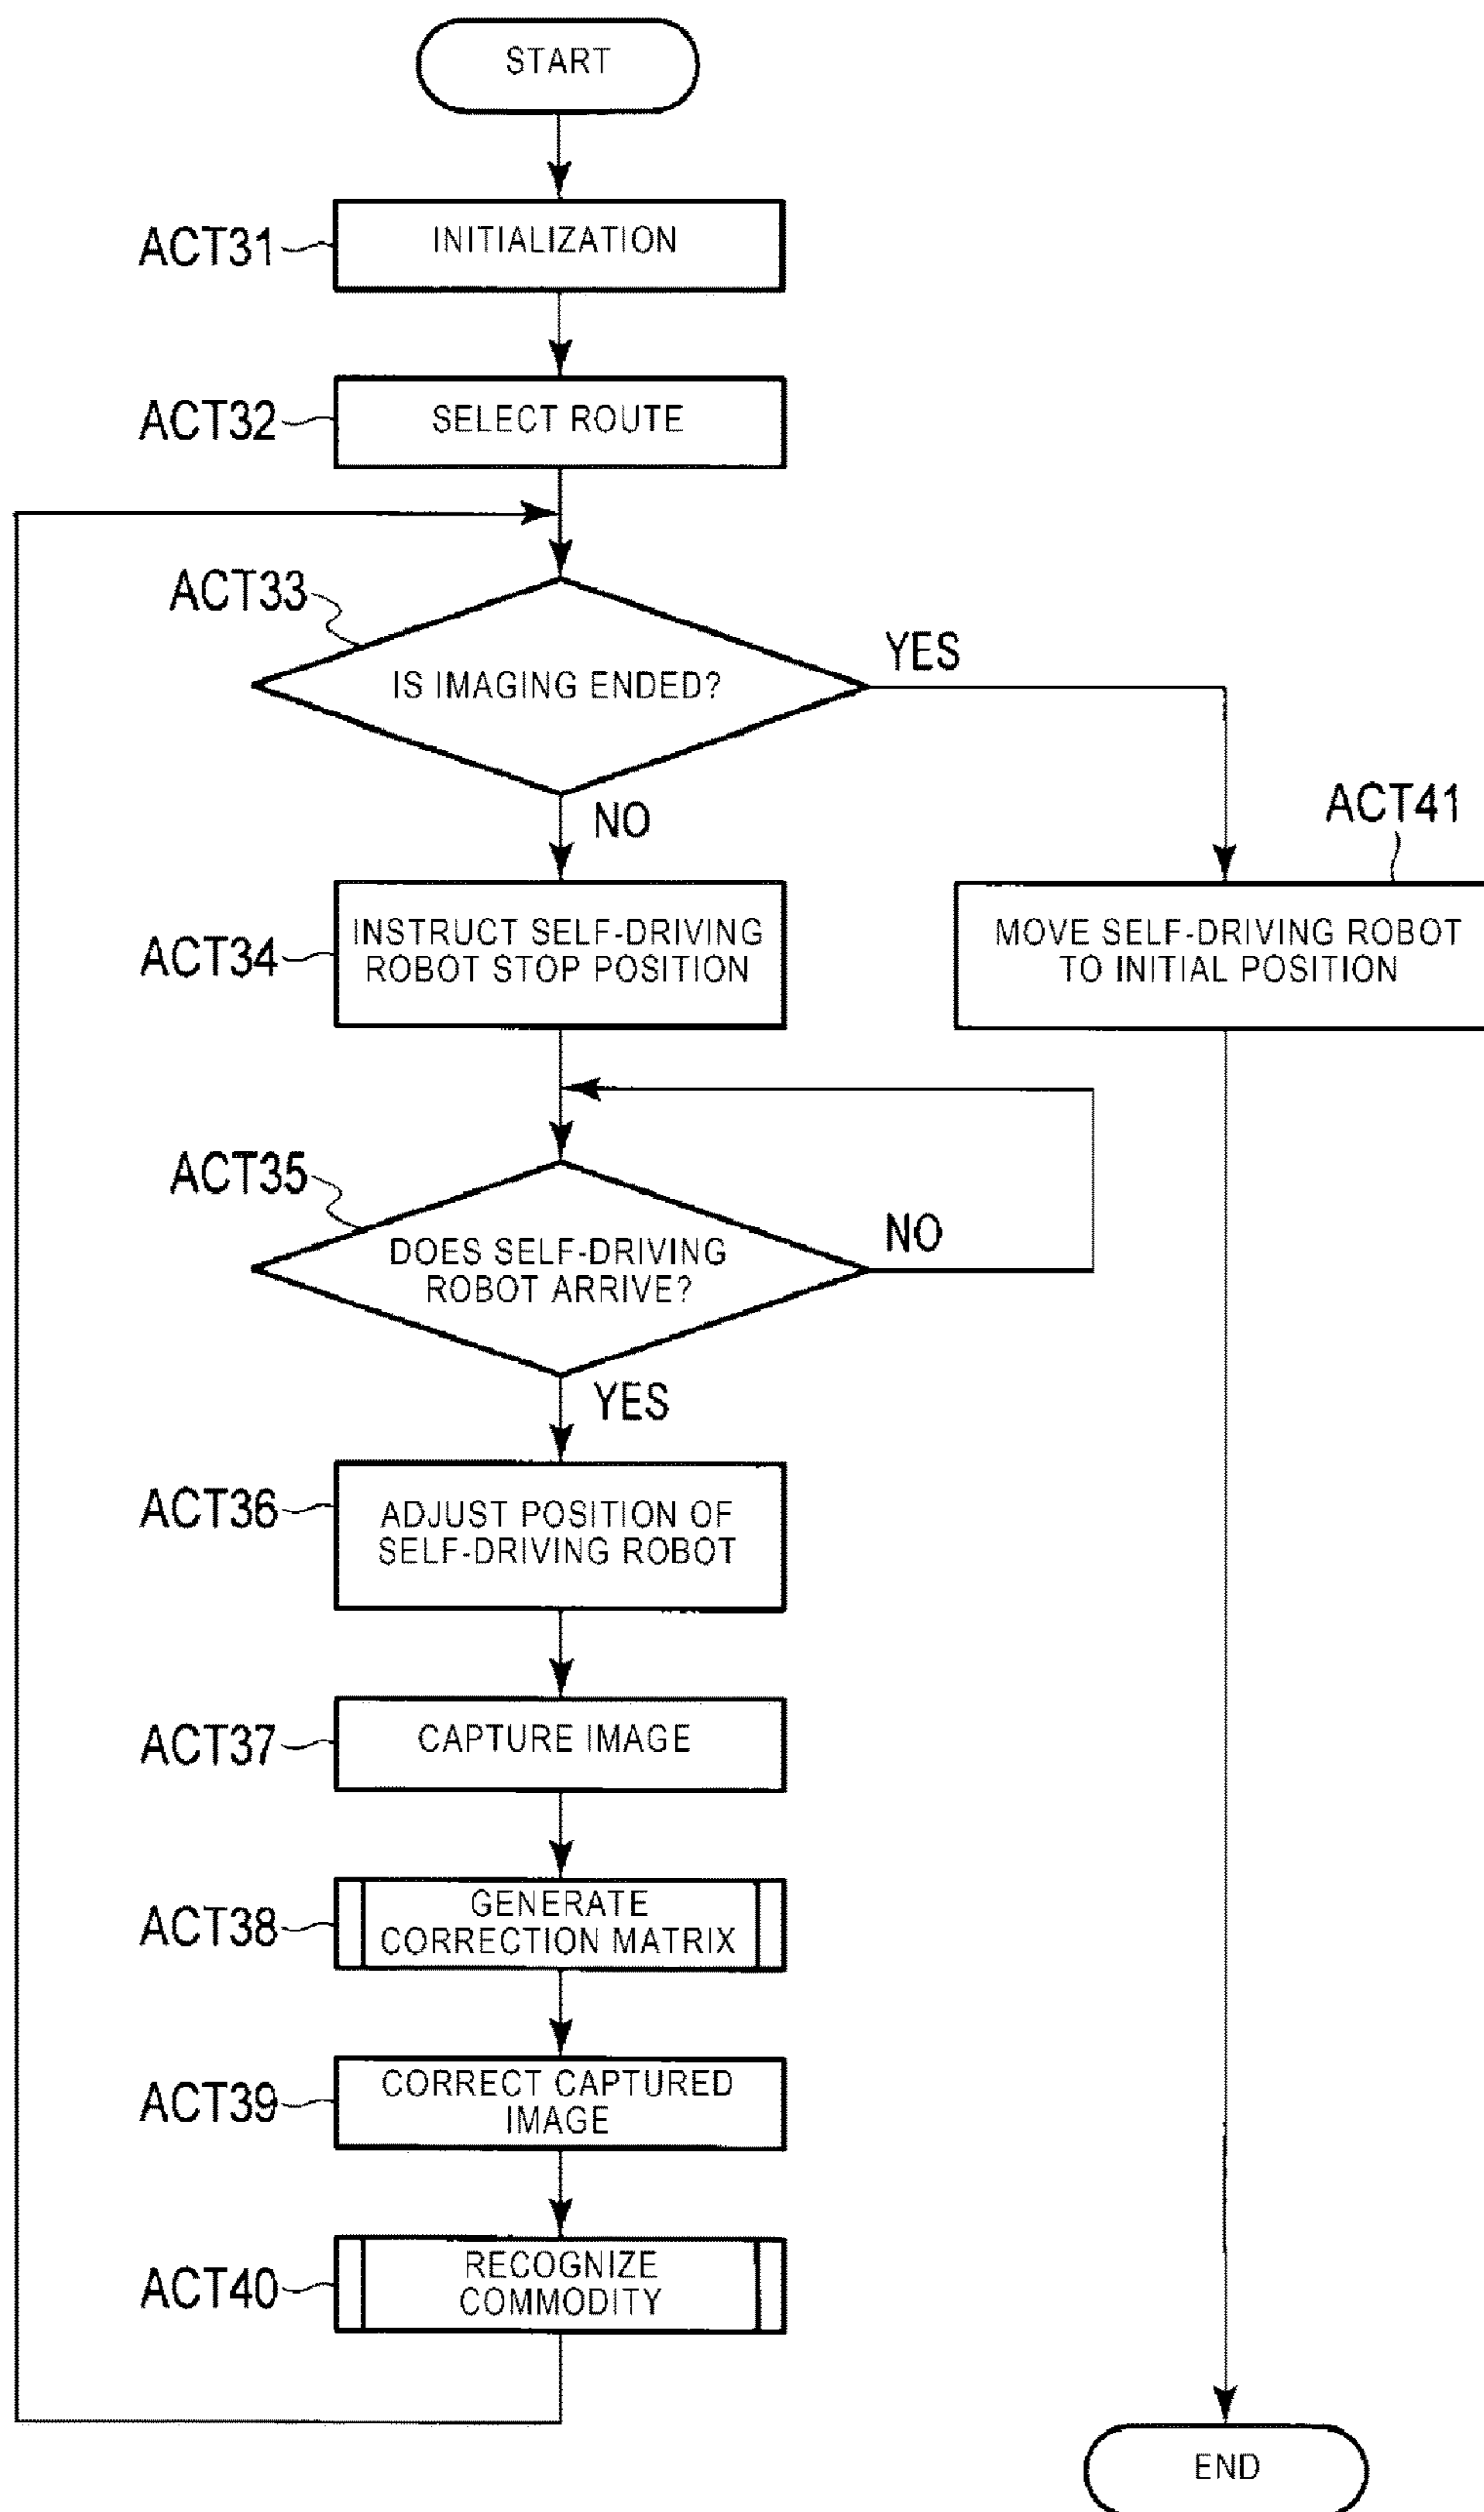 START
ACT31
INITIALIZATION
ACT32
SELECT ROUTE
ACT33
IS IMAGING ENDED?
YES
NO
ACT34
INSTRUCT SELF-DRIVING
ROBOT STOP POSITION
ACT41
MOVE SELF-DRIVING ROBOT
TO INITIAL POSITION
ACT35
DOES SELF-DRIVING
ROBOT ARRIVE?
NO
YES
ACT36
ADJUST POSITION OF
SELF-DRIVING ROBOT
ACT37
CAPTURE IMAGE
ACT38
GENERATE
CORRECTION MATRIX
ACT39
CORRECT CAPTURED
IMAGE
ACT40
RECOGNIZE
COMMODITY
END